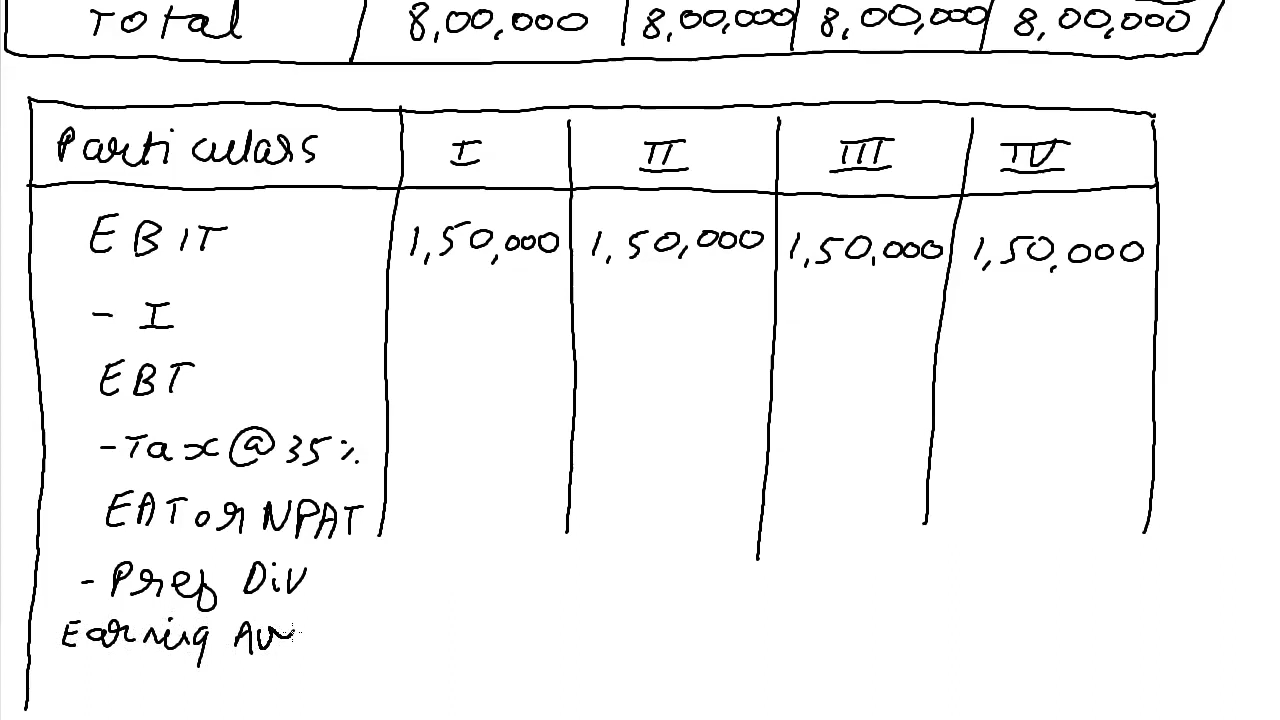 Total 8,00,000 8,00,000 8,00,000 8,00,000
Particulars I II III IV
EBIT 1,50,000 1,50,000 1,50,000 1,50,000
- I
EBT
- Tax @ 35%
EAT or NPAT
- Pref Div
Earning Av